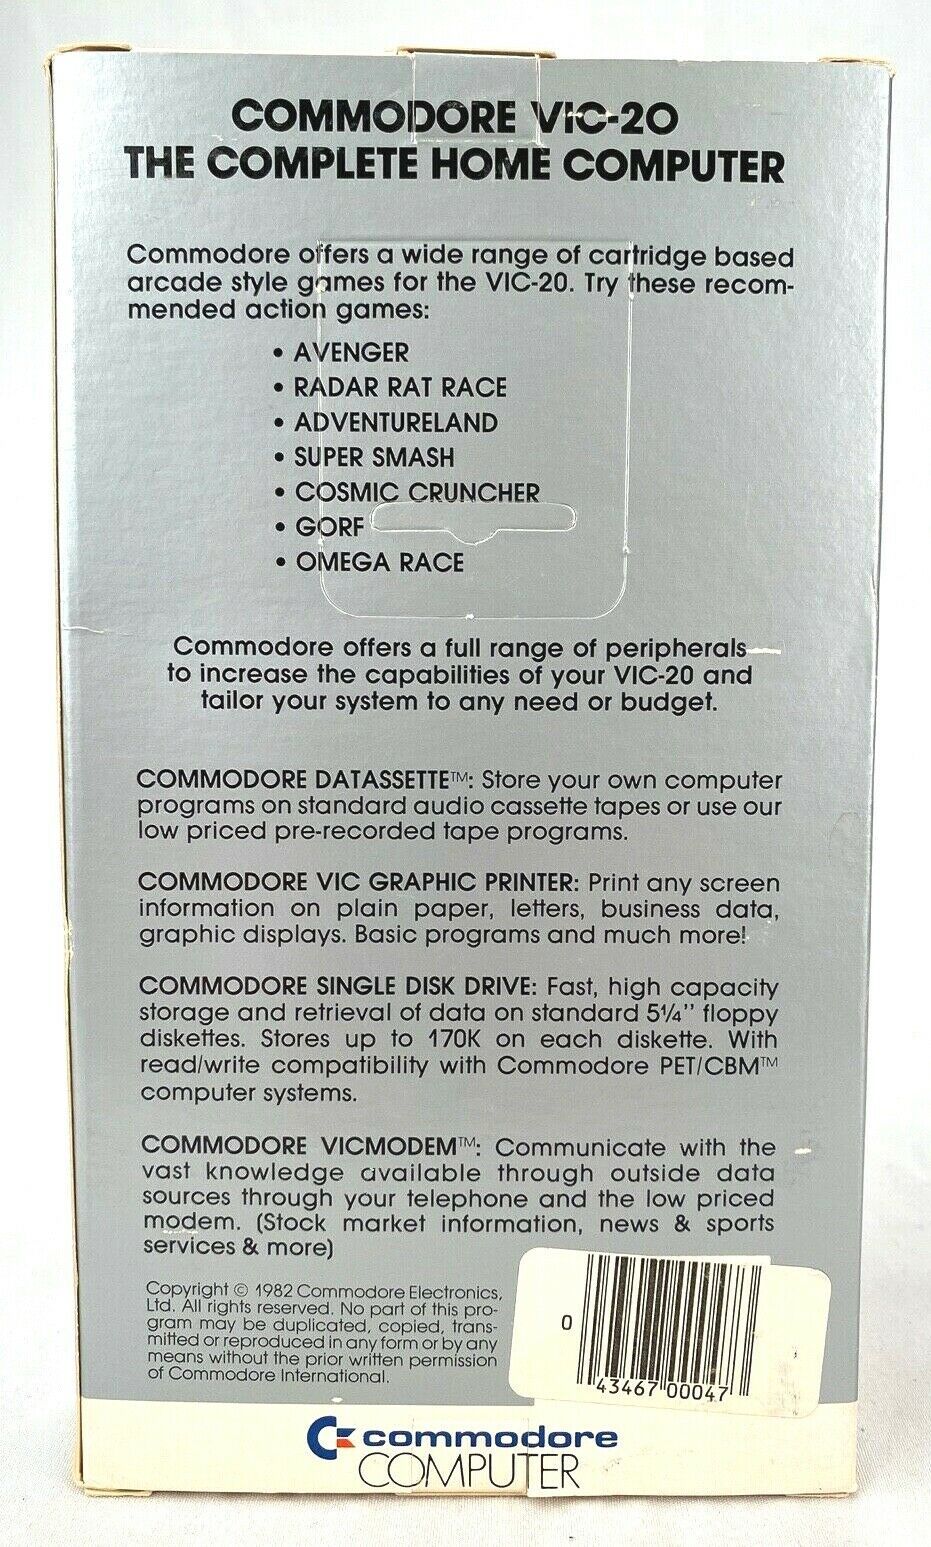 COMMODORE VIC-20
THE COMPLETE HOME COMPUTER
Commodore offers a wide range of cartridge based
arcade style games for the VIC-20. Try these recom-
mended action games:
• AVENGER
• RADAR RAT RACE
• ADVENTURELAND
• SUPER SMASH
• COSMIC CRUNCHER
• GORF
• OMEGA RACE
Commodore offers a full range of peripherals
to increase the capabilities of your VIC-20 and
tailor your system to any need or budget.
COMMODORE DATASSETTE™: Store your own computer
programs on standard audio cassette tapes or use our
low priced pre-recorded tape programs.
COMMODORE VIC GRAPHIC PRINTER: Print any screen
information on plain paper, letters, business data,
graphic displays. Basic programs and much more!
COMMODORE SINGLE DISK DRIVE: Fast, high capacity
storage and retrieval of data on standard 5¼" floppy
diskettes. Stores up to 170K on each diskette. With
read/write compatibility with Commodore PET/CBM™
computer systems.
COMMODORE VICMODEM™: Communicate with the
vast knowledge available through outside data
sources through your telephone and the low priced
modem. (Stock market information, news & sports
services & more)
Copyright © 1982 Commodore Electronics,
Ltd. All rights reserved. No part of this pro-
gram may be duplicated, copied, trans-
mitted or reproduced in any form or by any
means without the prior written permission
of Commodore International.
0 43467 00047
commodore
COMPUTER